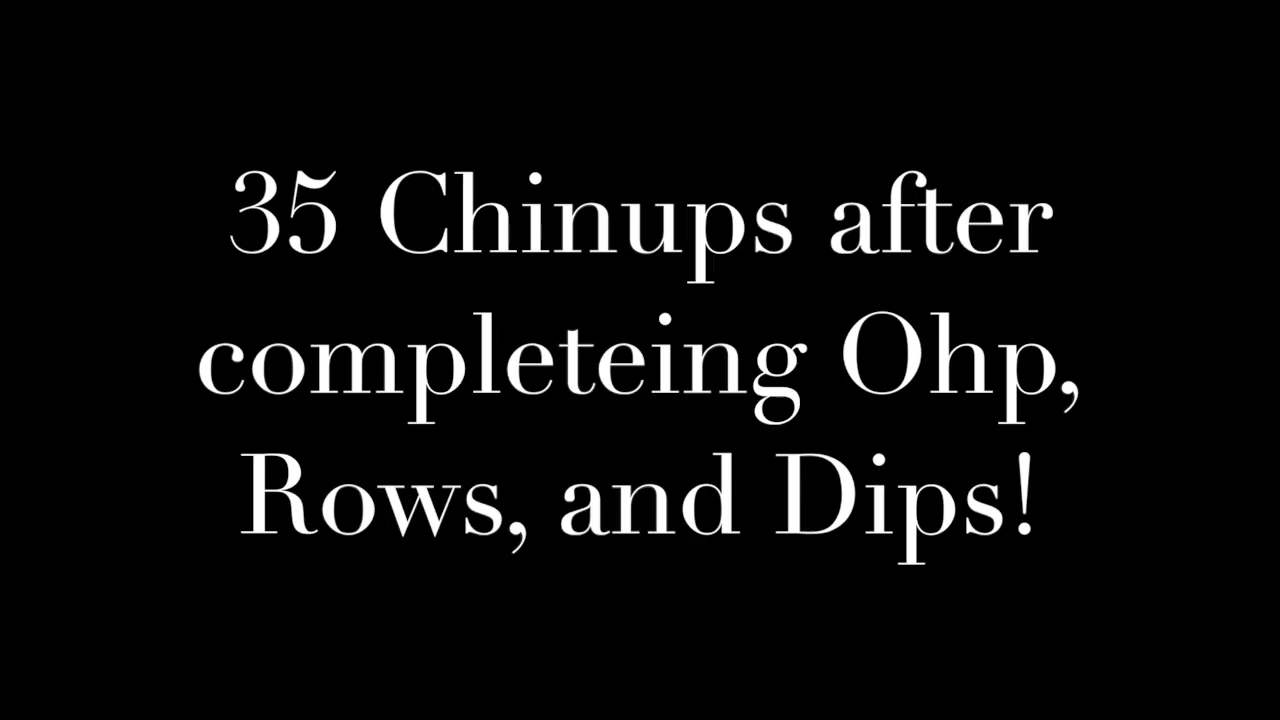 35 Chinups after
completeing Ohp,
Rows, and Dips!